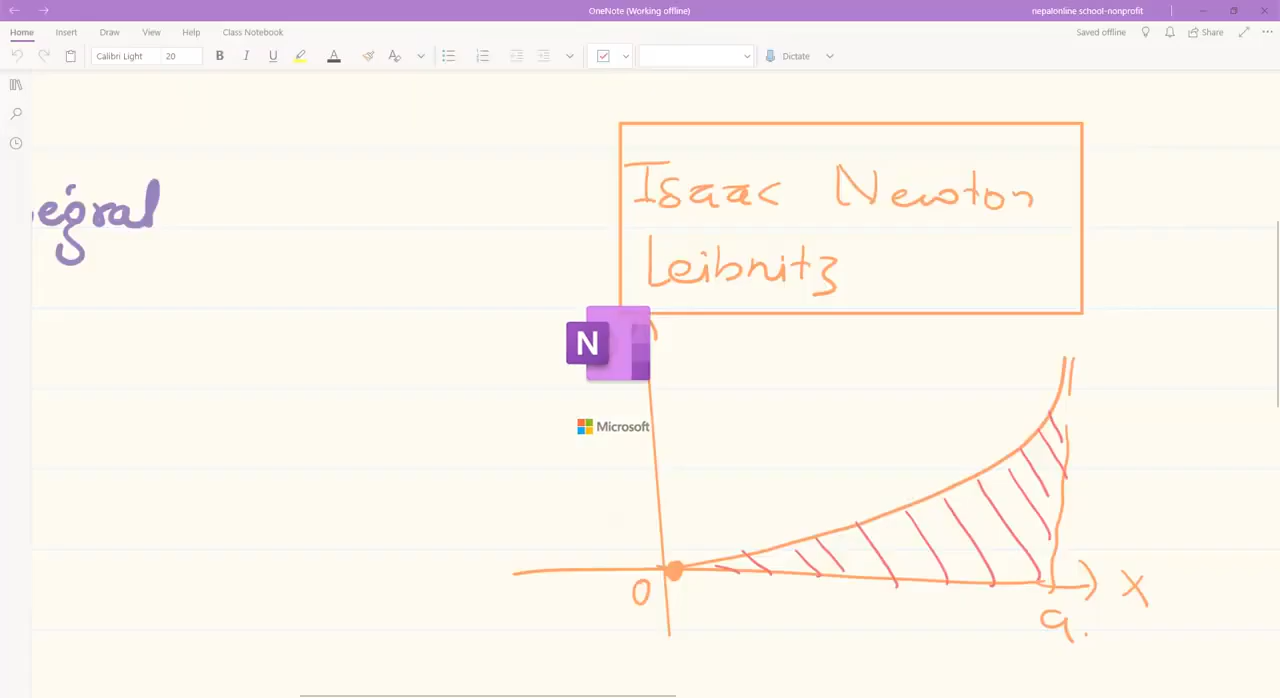 OneNote (Working offline)
nepalonline school-nonprofit
Home Insert Draw View Help Class Notebook
Saved offline
Share
Calibri Light 20 B I U A A Dictate
egral
Isaac Newton
Leibnitz
N
Microsoft
0
a.
X